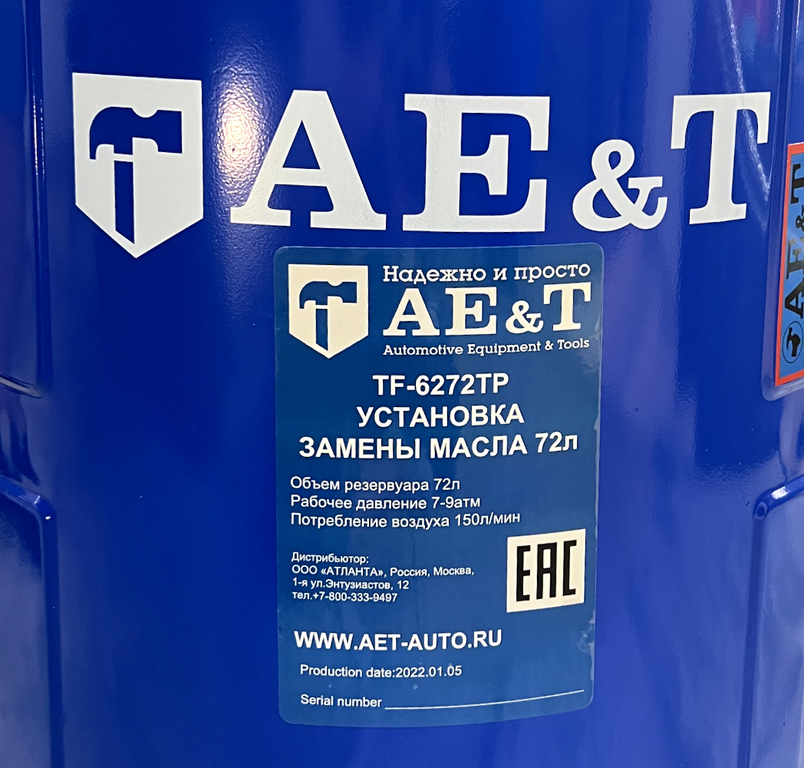 AE&T
Надежно и просто
AE&T
Automotive Equipment & Tools
TF-6272TP
УСТАНОВКА
ЗАМЕНЫ МАСЛА 72л
Объем резервуара 72л
Рабочее давление 7-9атм
Потребление воздуха 150л/мин
Дистрибьютор:
ООО «АТЛАНТА», Россия, Москва,
1-я ул.Энтузиастов, 12
тел.+7-800-333-9497
EAC
WWW.AET-AUTO.RU
Production date:2022.01.05
Serial number
AE&T